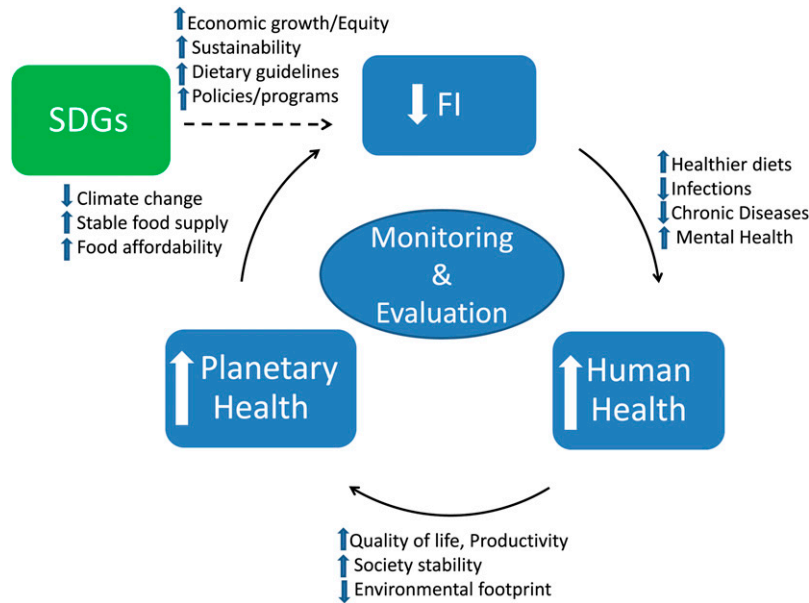 Economic growth/Equity
Sustainability
Dietary guidelines
Policies/programs
SDGs
FI
Climate change
Stable food supply
Food affordability
Healthier diets
Infections
Chronic Diseases
Mental Health
Monitoring
&
Evaluation
Planetary
Health
Human
Health
Quality of life, Productivity
Society stability
Environmental footprint